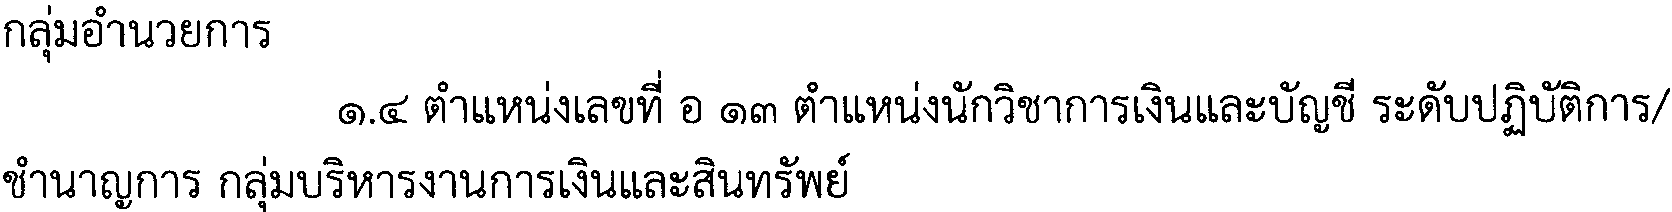 กลุ่มอำนวยการ
๑.๔ ตำแหน่งเลขที่ อ ๑๓ ตำแหน่งนักวิชาการเงินและบัญชี ระดับปฏิบัติการ/
ชำนาญการ กลุ่มบริหารงานการเงินและสินทรัพย์